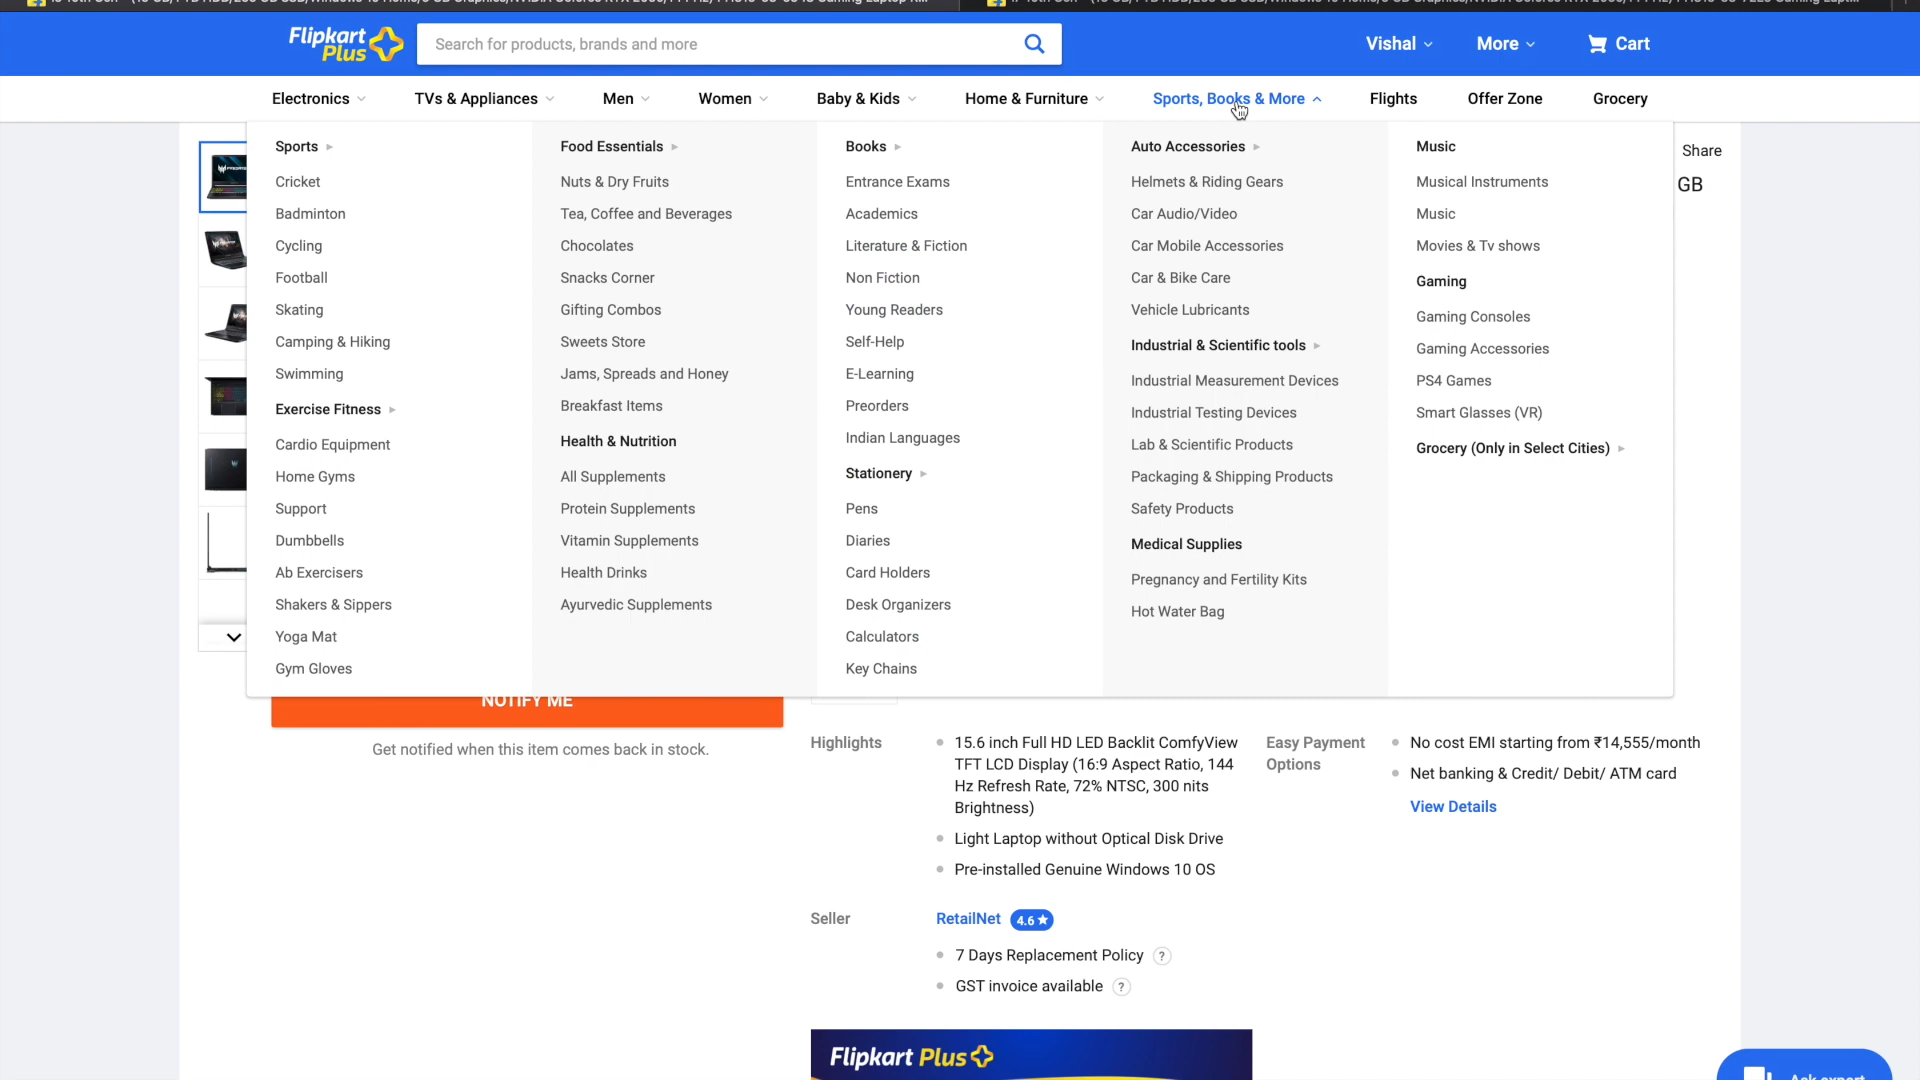 Flipkart
Plus
Search for products, brands and more
Vishal
More
Cart
Electronics
TVs & Appliances
Men
Women
Baby & Kids
Home & Furniture
Sports, Books & More
Flights
Offer Zone
Grocery
Sports
Cricket
Badminton
Cycling
Football
Skating
Camping & Hiking
Swimming
Exercise Fitness
Cardio Equipment
Home Gyms
Support
Dumbbells
Ab Exercisers
Shakers & Sippers
Yoga Mat
Gym Gloves
Food Essentials
Nuts & Dry Fruits
Tea, Coffee and Beverages
Chocolates
Snacks Corner
Gifting Combos
Sweets Store
Jams, Spreads and Honey
Breakfast Items
Health & Nutrition
All Supplements
Protein Supplements
Vitamin Supplements
Health Drinks
Ayurvedic Supplements
Books
Entrance Exams
Academics
Literature & Fiction
Non Fiction
Young Readers
Self-Help
E-Learning
Preorders
Indian Languages
Stationery
Pens
Diaries
Card Holders
Desk Organizers
Calculators
Key Chains
Auto Accessories
Helmets & Riding Gears
Car Audio/Video
Car Mobile Accessories
Car & Bike Care
Vehicle Lubricants
Industrial & Scientific tools
Industrial Measurement Devices
Industrial Testing Devices
Lab & Scientific Products
Packaging & Shipping Products
Safety Products
Medical Supplies
Pregnancy and Fertility Kits
Hot Water Bag
Music
Musical Instruments
Music
Movies & Tv shows
Gaming
Gaming Consoles
Gaming Accessories
PS4 Games
Smart Glasses (VR)
Grocery (Only in Select Cities)
Share
GB
NOTIFY ME
Get notified when this item comes back in stock.
Highlights
15.6 inch Full HD LED Backlit ComfyView
TFT LCD Display (16:9 Aspect Ratio, 144
Hz Refresh Rate, 72% NTSC, 300 nits
Brightness)
Light Laptop without Optical Disk Drive
Pre-installed Genuine Windows 10 OS
Easy Payment
Options
No cost EMI starting from ₹14,555/month
Net banking & Credit/ Debit/ ATM card
View Details
Seller
RetailNet 4.6
7 Days Replacement Policy ?
GST invoice available ?
Flipkart Plus
Ask expert